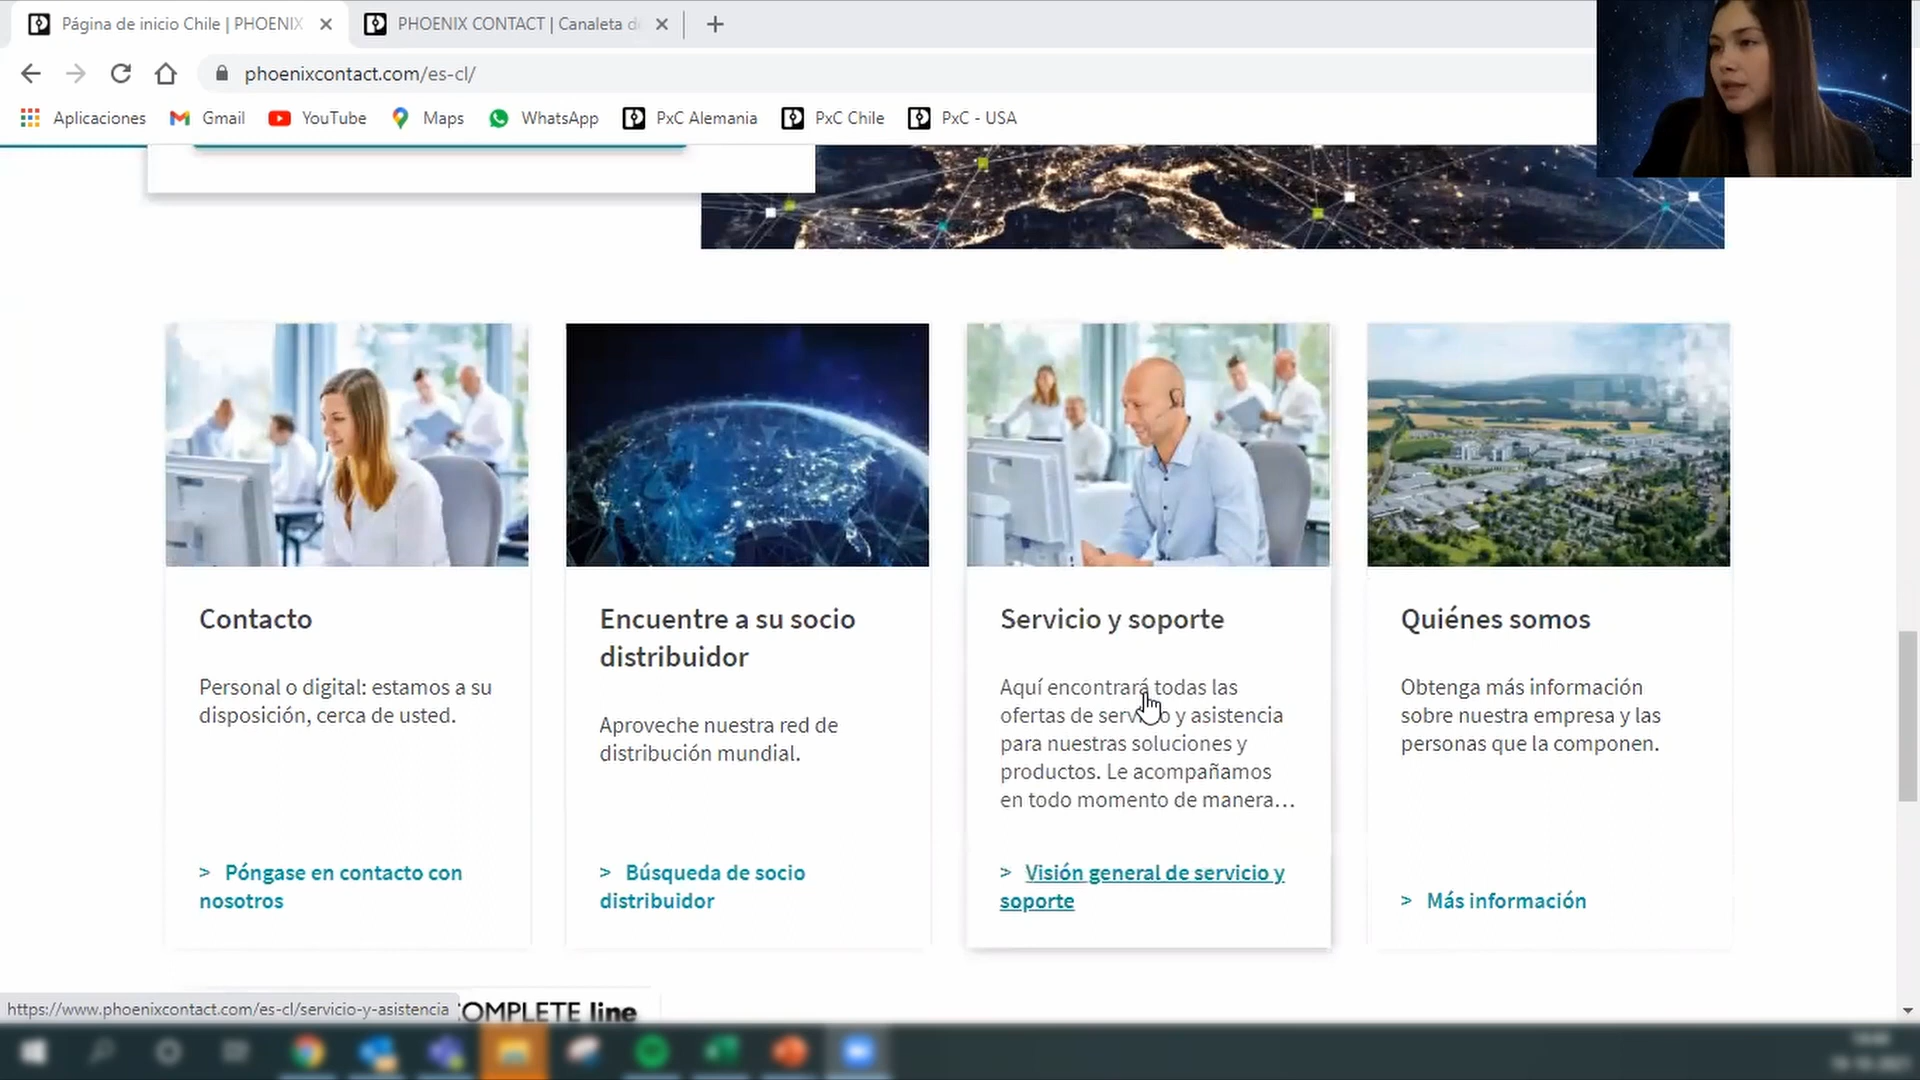 Página de inicio Chile | PHOENIX
PHOENIX CONTACT | Canaleta d
phoenixcontact.com/es-cl/
Aplicaciones
Gmail
YouTube
Maps
WhatsApp
PxC Alemania
PxC Chile
PxC - USA
Contacto
Personal o digital: estamos a su
disposición, cerca de usted.
> Póngase en contacto con
nosotros
Encuentre a su socio
distribuidor
Aproveche nuestra red de
distribución mundial.
> Búsqueda de socio
distribuidor
Servicio y soporte
Aquí encontrará todas las
ofertas de servicio y asistencia
para nuestras soluciones y
productos. Le acompañamos
en todo momento de manera...
> Visión general de servicio y
soporte
Quiénes somos
Obtenga más información
sobre nuestra empresa y las
personas que la componen.
> Más información
https://www.phoenixcontact.com/es-cl/servicio-y-asistencia
OMPLETE line